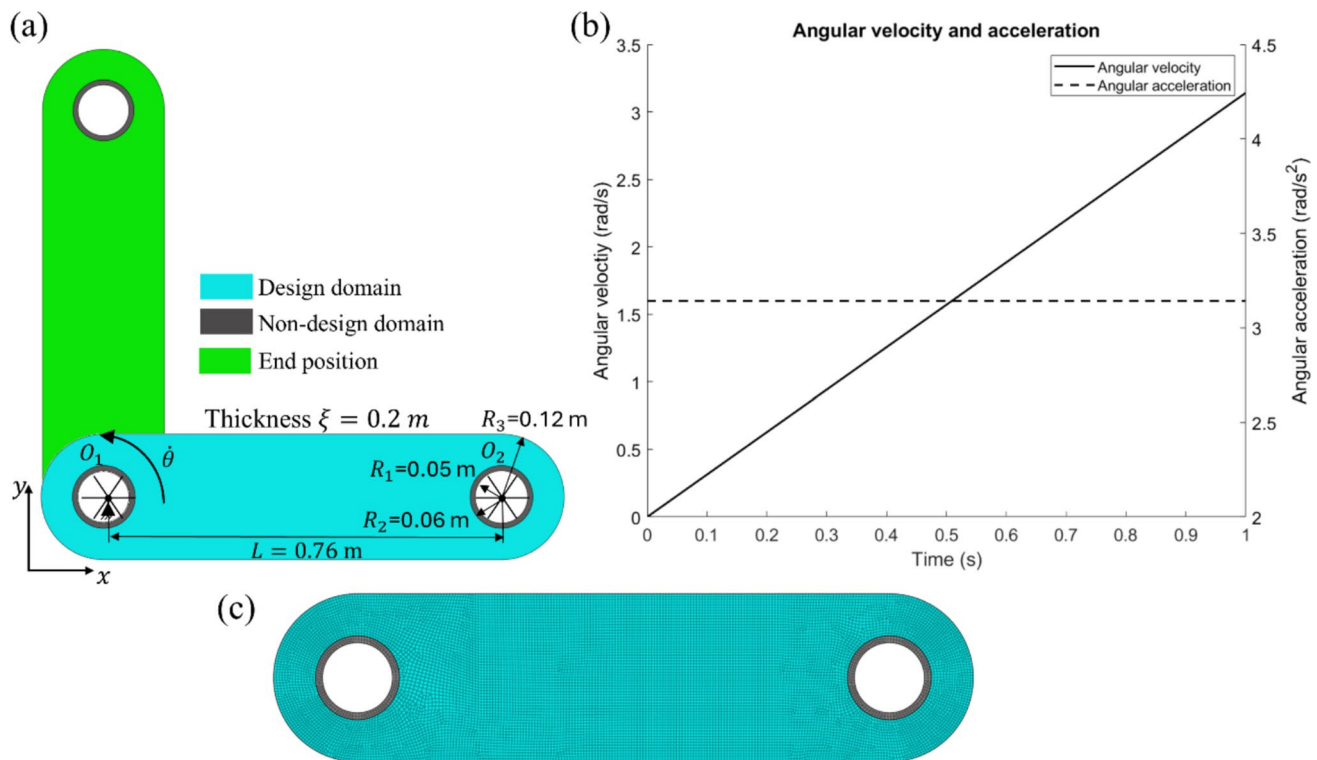 (a)
Design domain
Non-design domain
End position
Thickness ξ = 0.2 m
R₃=0.12 m
O₁
θ̇
O₂
R₁=0.05 m
R₂=0.06 m
L = 0.76 m
y
x
(b)
Angular velocity and acceleration
Angular velocity
Angular acceleration
3.5
3
2.5
2
1.5
1
0.5
0
Angular veloctiy (rad/s)
4.5
4
3.5
3
2.5
2
Angular acceleration (rad/s²)
0 0.1 0.2 0.3 0.4 0.5 0.6 0.7 0.8 0.9 1
Time (s)
(c)